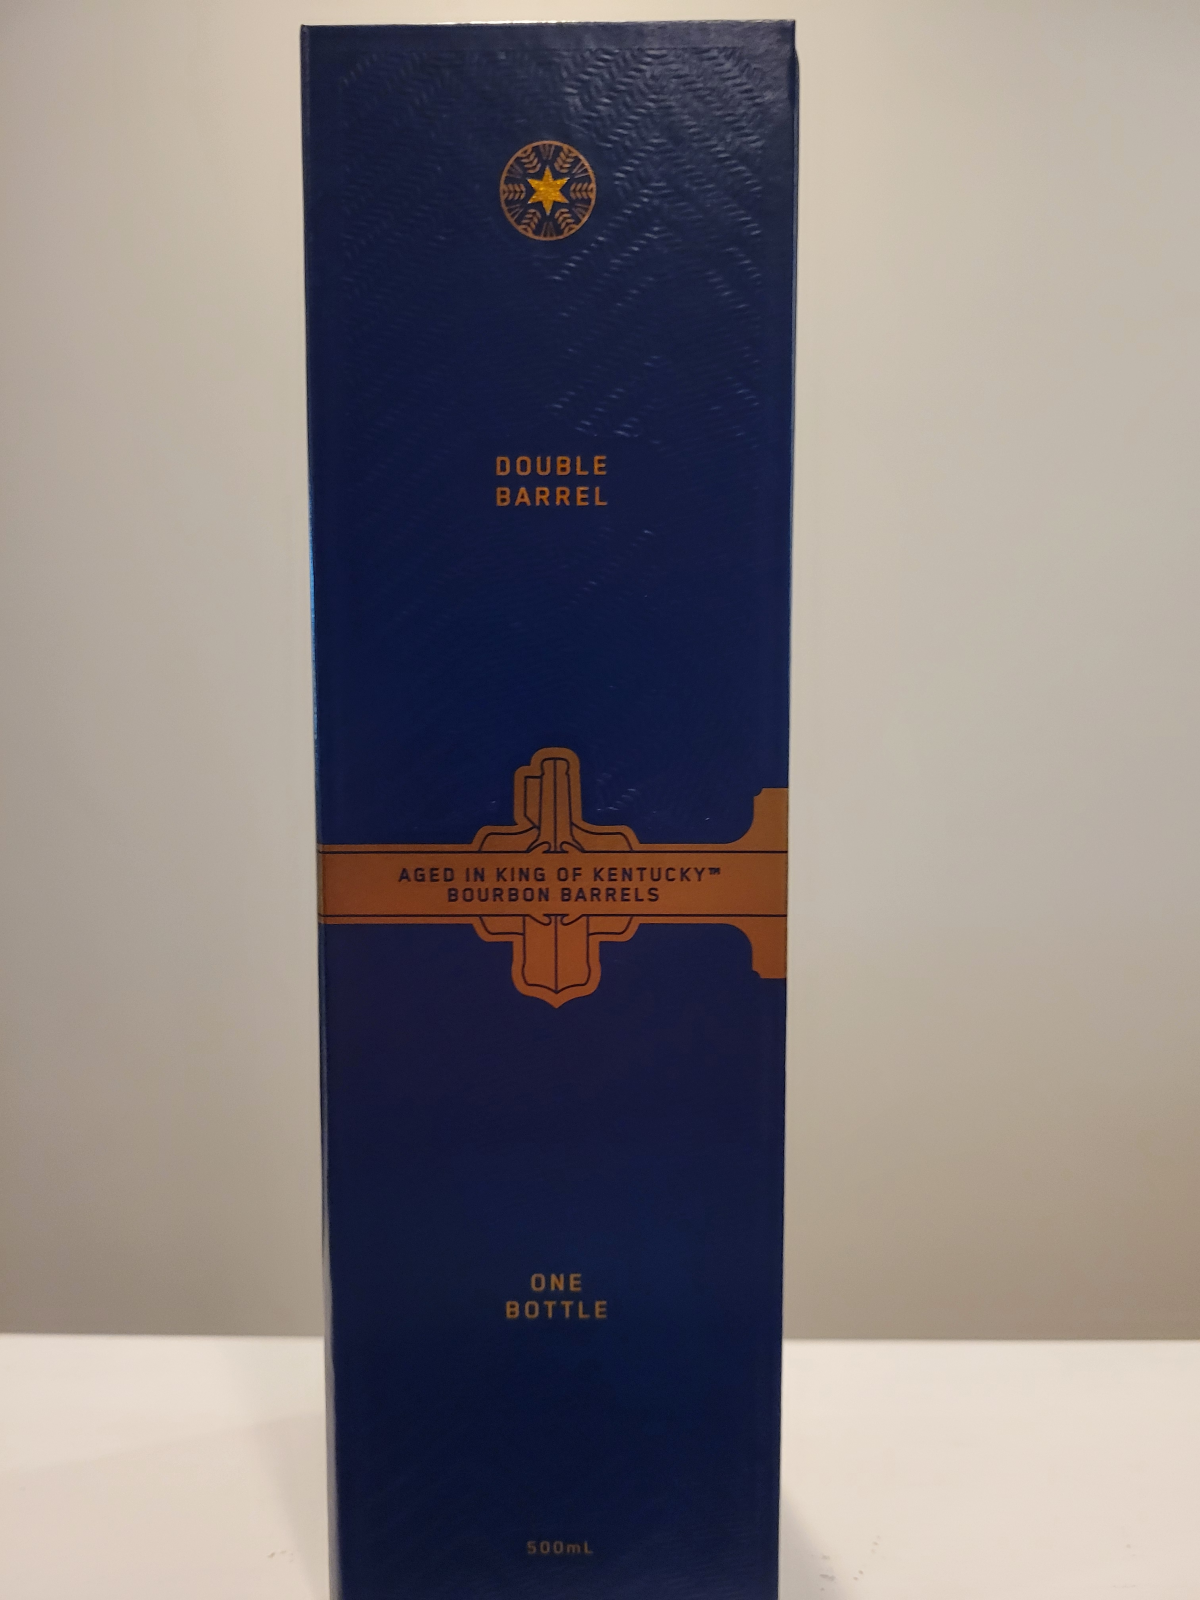 DOUBLE
BARREL
AGED IN KING OF KENTUCKY™
BOURBON BARRELS
ONE
BOTTLE
500mL